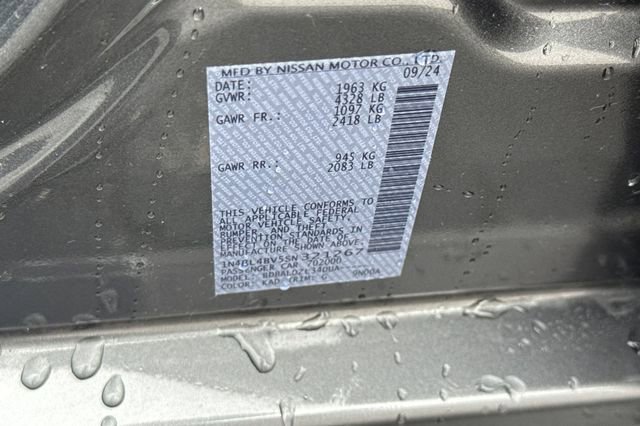 MFD BY NISSAN MOTOR CO., LTD.
DATE: 09/24
GVWR: 1963 KG
4328 LB
GAWR FR.: 1097 KG
2418 LB
GAWR RR.: 945 KG
2083 LB
THIS VEHICLE CONFORMS TO
ALL APPLICABLE FEDERAL
MOTOR VEHICLE SAFETY,
BUMPER, AND THEFT
PREVENTION STANDARDS IN
EFFECT ON THE DATE OF
MANUFACTURE SHOWN ABOVE.
1N4BL4BV5SN321267
PASSENGER CAR 70200U
MODEL:
COLOR: KAD TRIM: G